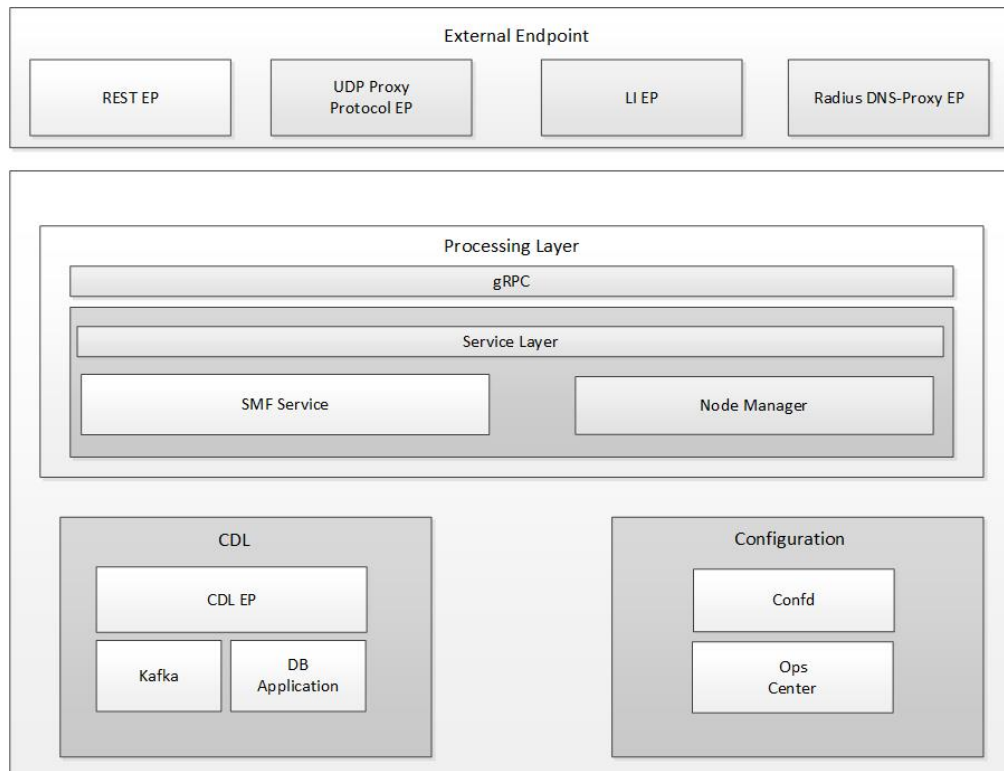 External Endpoint
REST EP
UDP Proxy
Protocol EP
LI EP
Radius DNS-Proxy EP
Processing Layer
gRPC
Service Layer
SMF Service
Node Manager
CDL
CDL EP
Kafka
DB
Application
Configuration
Confd
Ops
Center